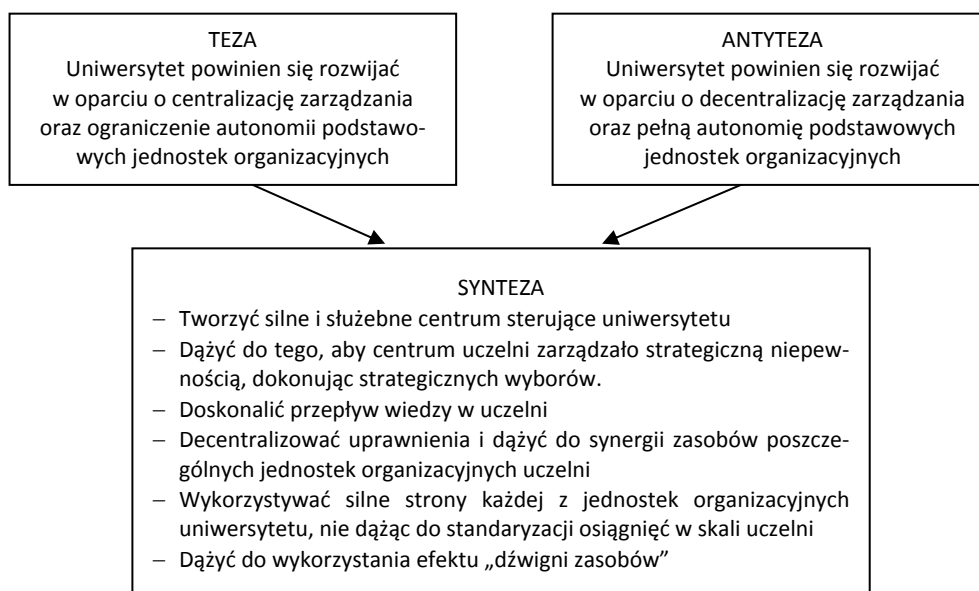 TEZA
Uniwersytet powinien się rozwijać
w oparciu o centralizację zarządzania
oraz ograniczenie autonomii podstawo-
wych jednostek organizacyjnych
ANTYTEZA
Uniwersytet powinien się rozwijać
w oparciu o decentralizację zarządzania
oraz pełną autonomię podstawowych
jednostek organizacyjnych
SYNTEZA
– Tworzyć silne i służebne centrum sterujące uniwersytetu
– Dążyć do tego, aby centrum uczelni zarządzało strategiczną niepew-
nością, dokonując strategicznych wyborów.
– Doskonalić przepływ wiedzy w uczelni
– Decentralizować uprawnienia i dążyć do synergii zasobów poszcze-
gólnych jednostek organizacyjnych uczelni
– Wykorzystywać silne strony każdej z jednostek organizacyjnych
uniwersytetu, nie dążąc do standaryzacji osiągnięć w skali uczelni
– Dążyć do wykorzystania efektu „dźwigni zasobów”